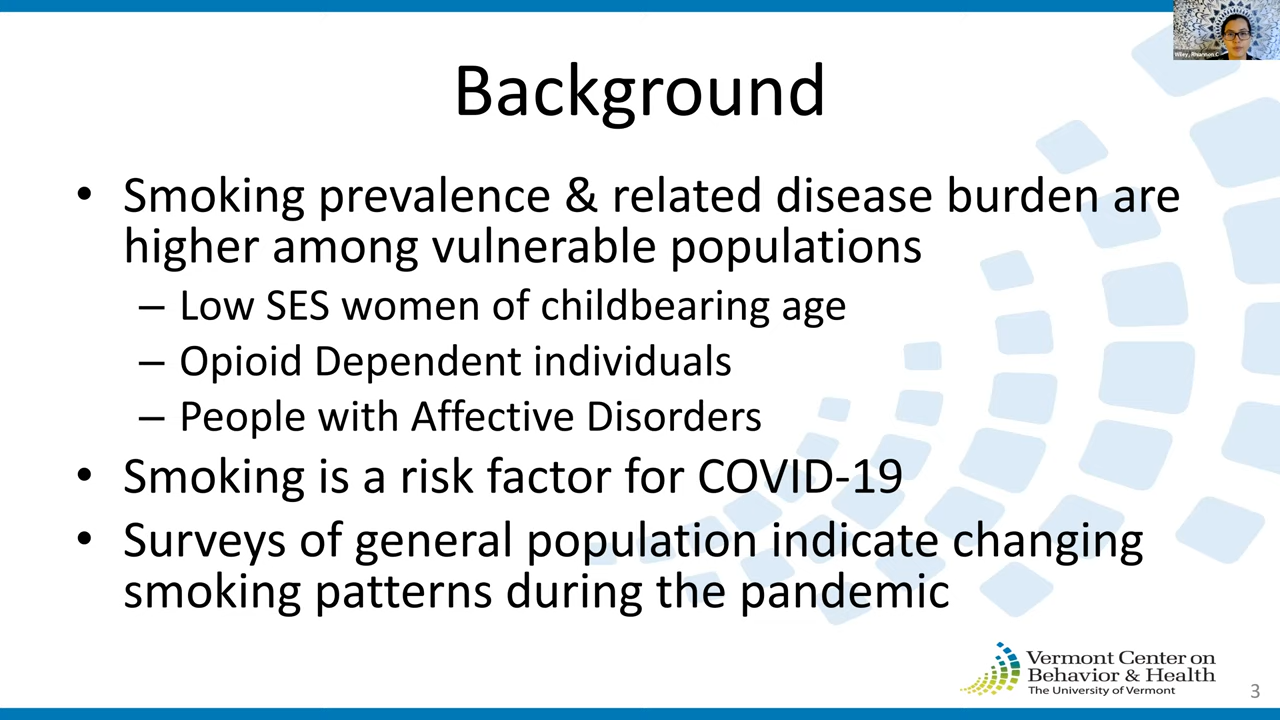 Wiley, Rhiannon C
Background
• Smoking prevalence & related disease burden are
higher among vulnerable populations
– Low SES women of childbearing age
– Opioid Dependent individuals
– People with Affective Disorders
• Smoking is a risk factor for COVID-19
• Surveys of general population indicate changing
smoking patterns during the pandemic
Vermont Center on
Behavior & Health
The University of Vermont
3